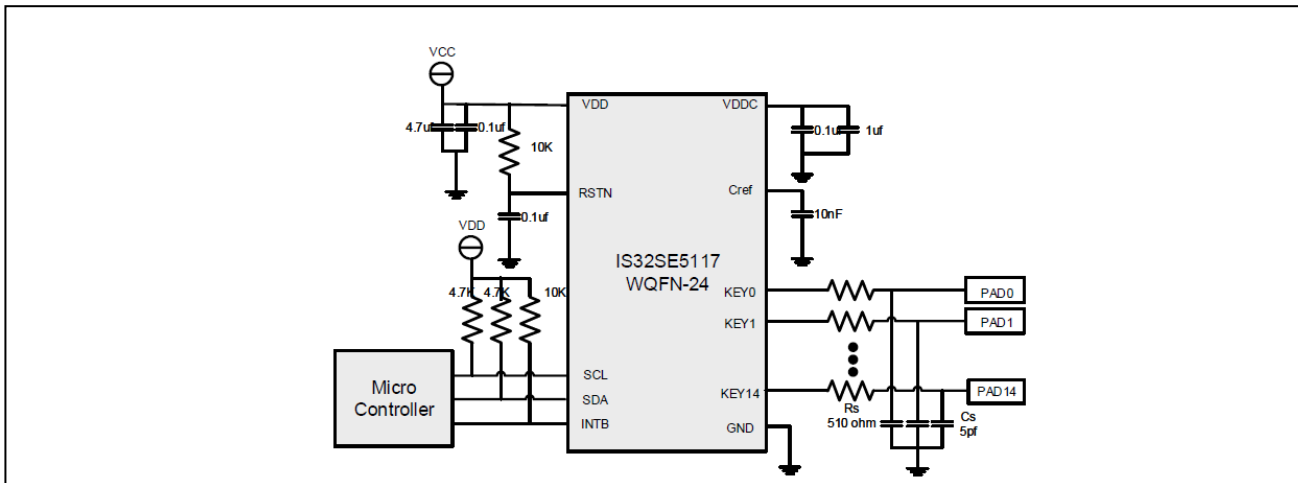 VCC
VDD
VDDC
4.7uf
0.1uf
10K
0.1uf
1uf
RSTN
Cref
0.1uf
10nF
VDD
IS32SE5117
WQFN-24
4.7K
4.7K
10K
KEY0
PAD0
KEY1
PAD1
Micro
Controller
SCL
SDA
INTB
KEY14
PAD14
GND
Rs
510 ohm
Cs
5pf